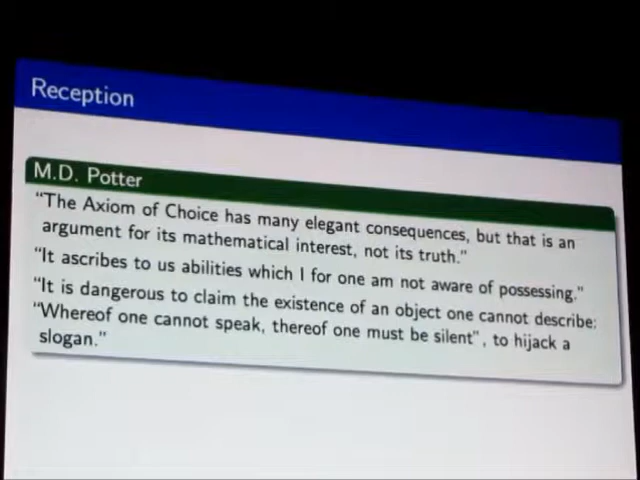 Reception
M.D. Potter
“The Axiom of Choice has many elegant consequences, but that is an
argument for its mathematical interest, not its truth.”
“It ascribes to us abilities which I for one am not aware of possessing.”
“It is dangerous to claim the existence of an object one cannot describe:
“Whereof one cannot speak, thereof one must be silent”, to hijack a
slogan.”